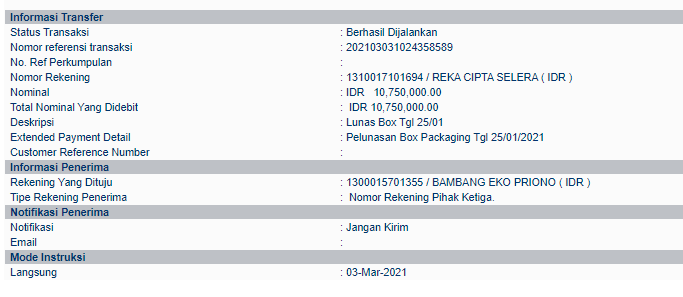 Informasi Transfer
Status Transaksi : Berhasil Dijalankan
Nomor referensi transaksi : 202103031024358589
No. Ref Perkumpulan :
Nomor Rekening : 1310017101694 / REKA CIPTA SELERA ( IDR )
Nominal : IDR 10,750,000.00
Total Nominal Yang Didebit : IDR 10,750,000.00
Deskripsi : Lunas Box Tgl 25/01
Extended Payment Detail : Pelunasan Box Packaging Tgl 25/01/2021
Customer Reference Number :
Informasi Penerima
Rekening Yang Dituju : 1300015701355 / BAMBANG EKO PRIONO ( IDR )
Tipe Rekening Penerima : Nomor Rekening Pihak Ketiga.
Notifikasi Penerima
Notifikasi : Jangan Kirim
Email :
Mode Instruksi
Langsung : 03-Mar-2021